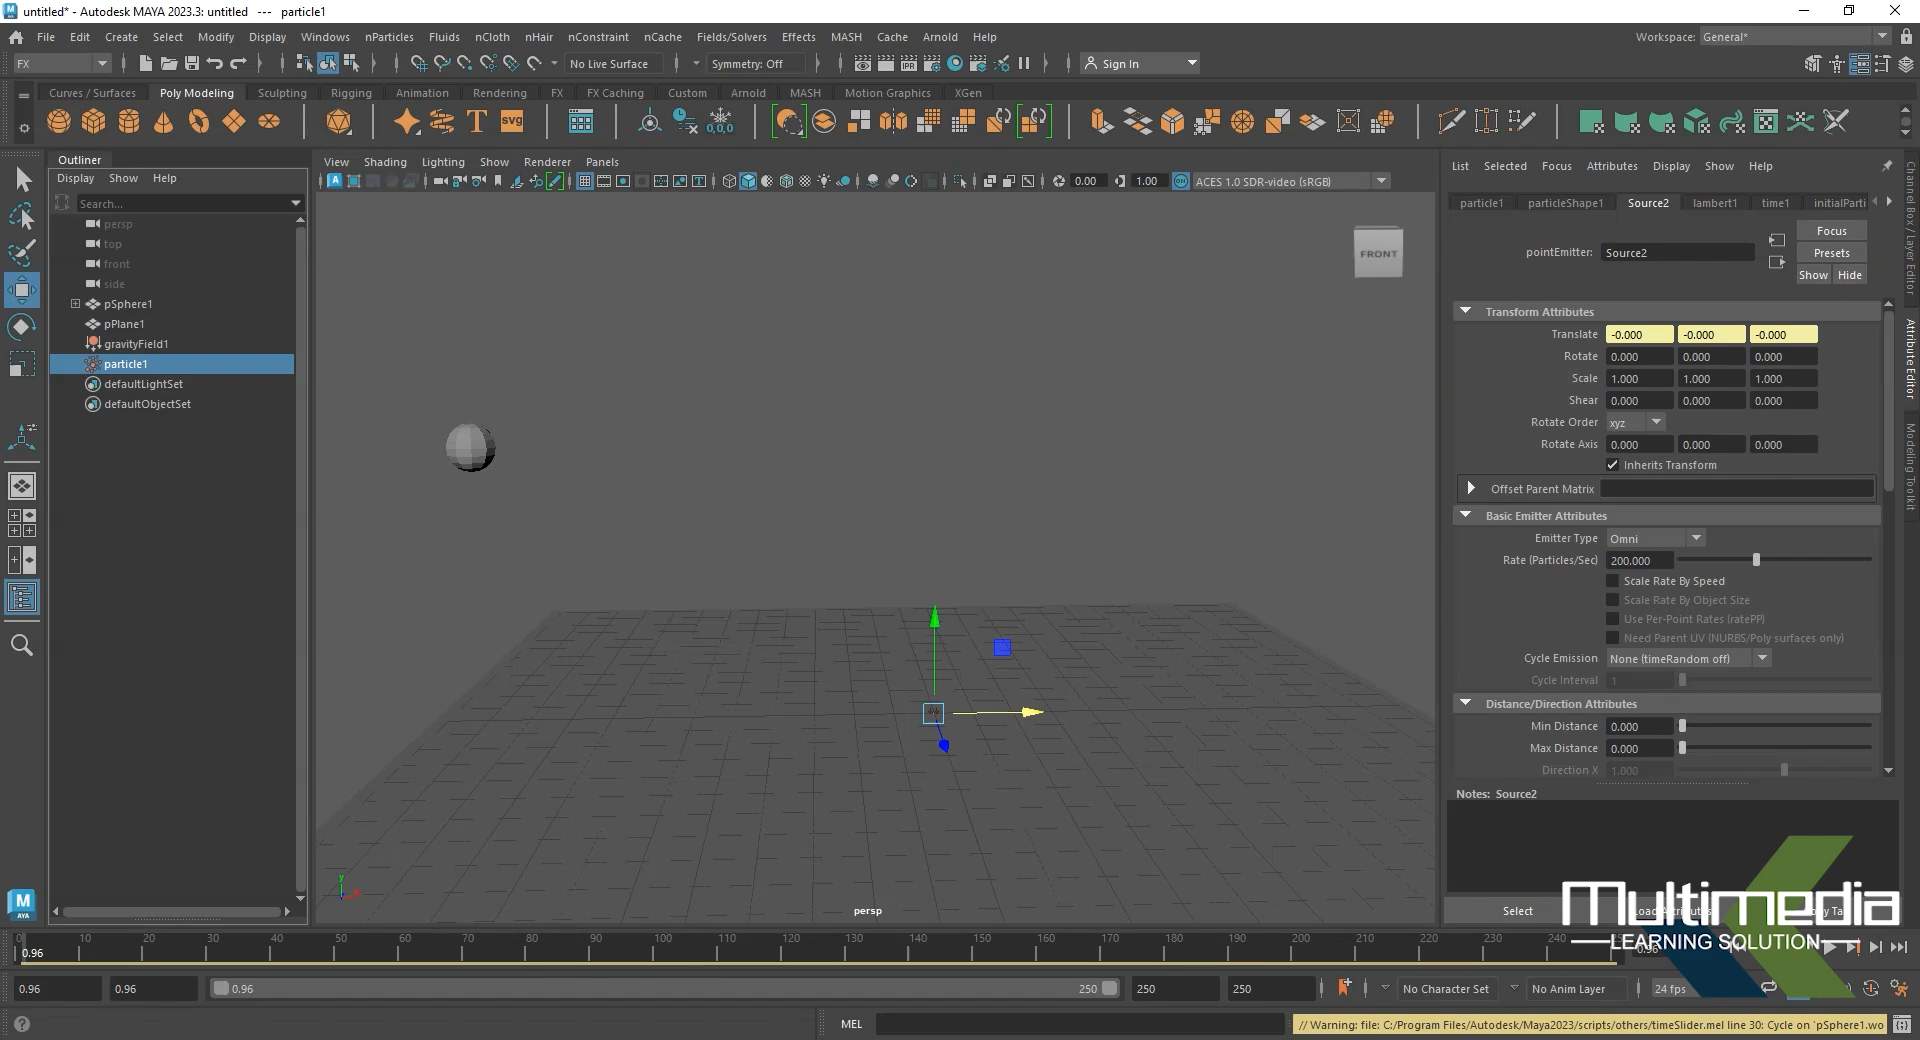 untitled* - Autodesk MAYA 2023.3: untitled --- particle1
File Edit Create Select Modify Display Windows nParticles Fluids nCloth nHair nConstraint nCache Fields/Solvers Effects MASH Cache Arnold Help
Workspace: General*
FX
No Live Surface
Symmetry: Off
Sign In
Curves / Surfaces Poly Modeling Sculpting Rigging Animation Rendering FX FX Caching Custom Arnold MASH Motion Graphics XGen
Outliner
Display Show Help
Search...
persp
top
front
side
pSphere1
pPlane1
gravityField1
particle1
defaultLightSet
defaultObjectSet
View Shading Lighting Show Renderer Panels
0.00 1.00 ACES 1.0 SDR-video (sRGB)
FRONT
persp
List Selected Focus Attributes Display Show Help
particle1 particleShape1 Source2 lambert1 time1 initialParti
pointEmitter: Source2
Focus
Presets
Show Hide
Transform Attributes
Translate -0.000 -0.000 -0.000
Rotate 0.000 0.000 0.000
Scale 1.000 1.000 1.000
Shear 0.000 0.000 0.000
Rotate Order xyz
Rotate Axis 0.000 0.000 0.000
Inherits Transform
Offset Parent Matrix
Basic Emitter Attributes
Emitter Type Omni
Rate (Particles/Sec) 200.000
Scale Rate By Speed
Scale Rate By Object Size
Use Per-Point Rates (ratePP)
Need Parent UV (NURBS/Poly surfaces only)
Cycle Emission None (timeRandom off)
Cycle Interval 1
Distance/Direction Attributes
Min Distance 0.000
Max Distance 0.000
Direction X 1.000
Notes: Source2
Select
Multimedia
LEARNING SOLUTION
Channel Box / Layer Editor
Attribute Editor
Modeling Toolkit
0 10 20 30 40 50 60 70 80 90 100 110 120 130 140 150 160 170 180 190 200 210 220 230 240
0.96
0.96 0.96 0.96 250 250 250 No Character Set No Anim Layer 24 fps
MEL
// Warning: file: C:/Program Files/Autodesk/Maya2023/scripts/others/timeSlider.mel line 30: Cycle on 'pSphere1.wo